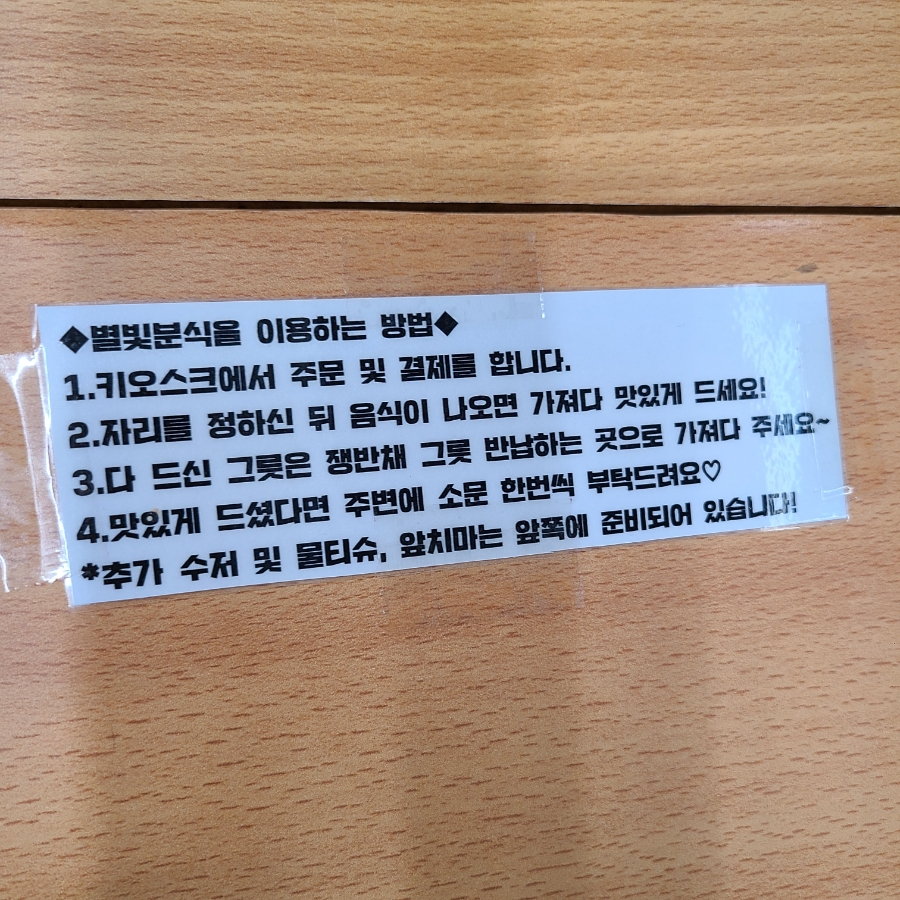 ◆별빛분식을 이용하는 방법◆
1.키오스크에서 주문 및 결제를 합니다.
2.자리를 정하신 뒤 음식이 나오면 가져다 맛있게 드세요!
3.다 드신 그릇은 쟁반채 그릇 반납하는 곳으로 가져다 주세요~
4.맛있게 드셨다면 주변에 소문 한번씩 부탁드려요♡
*추가 수저 및 물티슈, 앞치마는 앞쪽에 준비되어 있습니다!